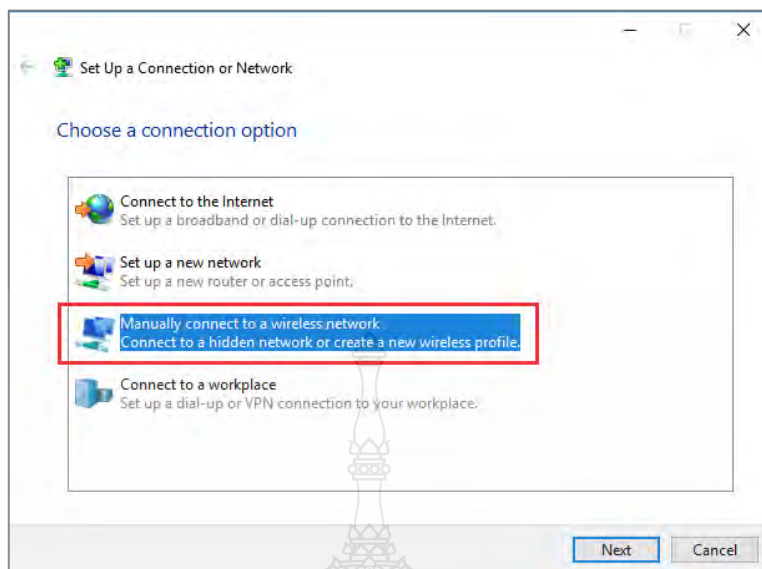 Set Up a Connection or Network
Choose a connection option
Connect to the Internet
Set up a broadband or dial-up connection to the Internet.
Set up a new network
Set up a new router or access point.
Manually connect to a wireless network
Connect to a hidden network or create a new wireless profile.
Connect to a workplace
Set up a dial-up or VPN connection to your workplace.
Next Cancel